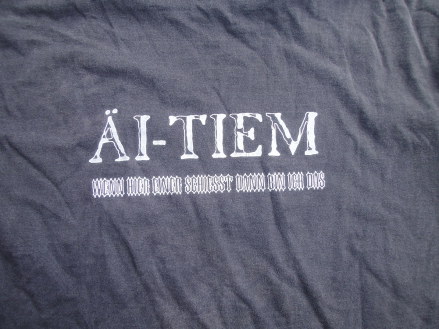 ÄI-TIEM
WENN HIER EINER SCHIESST DANN BIN ICH DAS